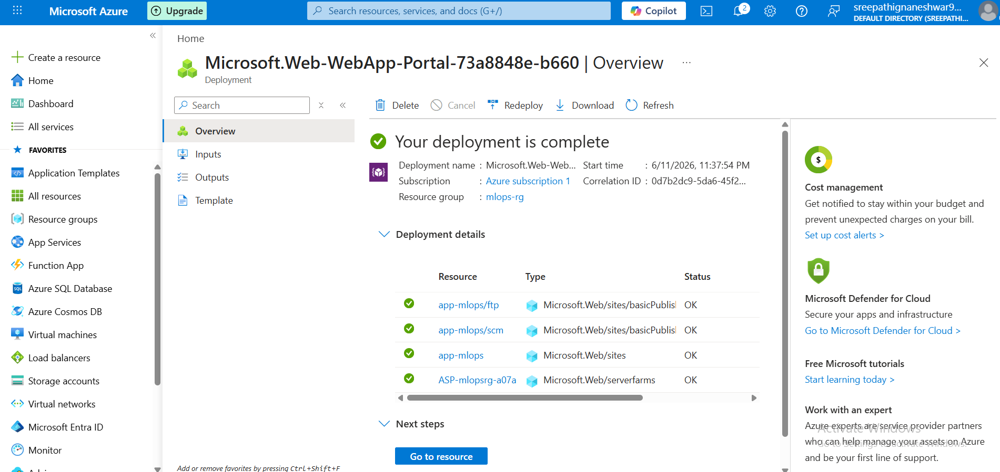 Microsoft Azure
Upgrade
Search resources, services, and docs (G+/)
Copilot
2
sreepathignaneshwar9...
DEFAULT DIRECTORY (SREEPATHI...
Create a resource
Home
Dashboard
All services
FAVORITES
Application Templates
All resources
Resource groups
App Services
Function App
SQL
Azure SQL Database
Azure Cosmos DB
Virtual machines
Load balancers
Storage accounts
Virtual networks
Microsoft Entra ID
Monitor
Home
Microsoft.Web-WebApp-Portal-73a8848e-b660 | Overview
...
Deployment
Search
Overview
Inputs
Outputs
Template
Add or remove favorites by pressing Ctrl+Shift+F
Delete
Cancel
Redeploy
Download
Refresh
Your deployment is complete
Deployment name : Microsoft.Web-Web...
Subscription : Azure subscription 1
Resource group : mlops-rg
Start time : 6/11/2026, 11:37:54 PM
Correlation ID : 0d7b2dc9-5da6-45f2...
Deployment details
Resource Type Status
app-mlops/ftp Microsoft.Web/sites/basicPublis OK
app-mlops/scm Microsoft.Web/sites/basicPublis OK
app-mlops Microsoft.Web/sites OK
ASP-mlopsrg-a07a Microsoft.Web/serverfarms OK
Next steps
Go to resource
$
Cost management
Get notified to stay within your budget and
prevent unexpected charges on your bill.
Set up cost alerts >
Microsoft Defender for Cloud
Secure your apps and infrastructure
Go to Microsoft Defender for Cloud >
Free Microsoft tutorials
Start learning today >
Work with an expert
Azure experts are service provider partners
who can help manage your assets on Azure
and be your first line of support.
Activate Windows
Go to Settings to activate Windows.